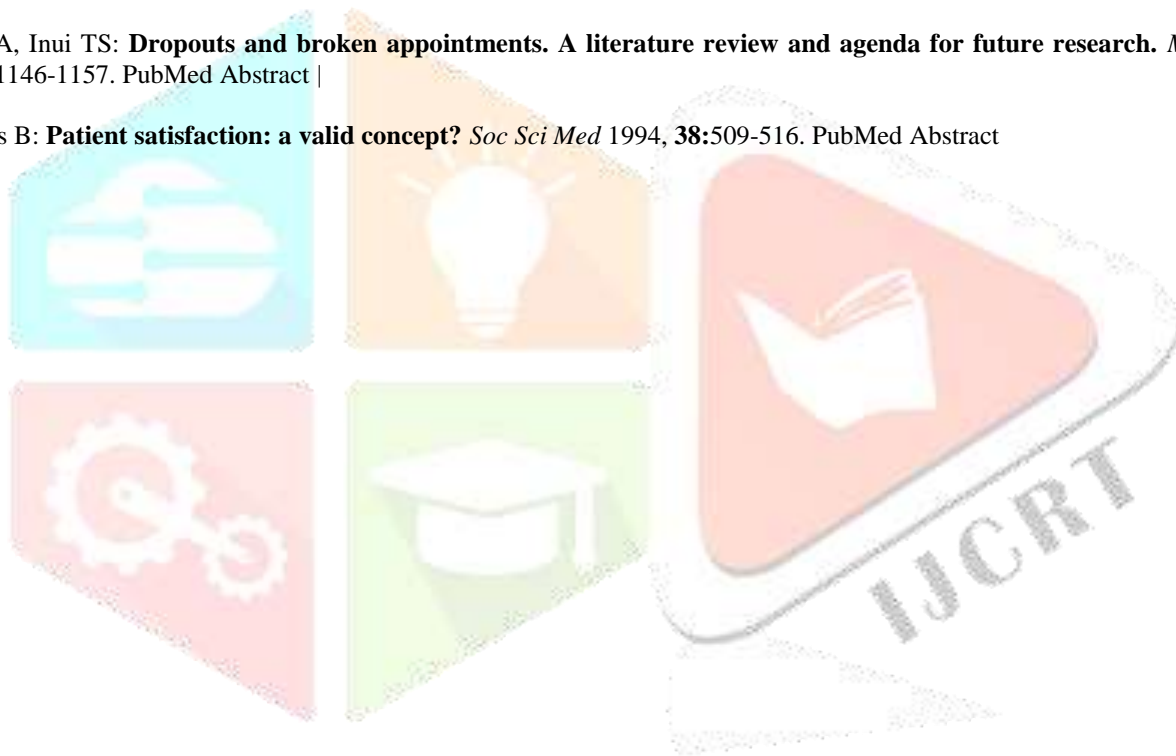 A, Inui TS: Dropouts and broken appointments. A literature review and agenda for future research.
1146-1157. PubMed Abstract |
s B: Patient satisfaction: a valid concept? Soc Sci Med 1994, 38:509-516. PubMed Abstract
IJCRT